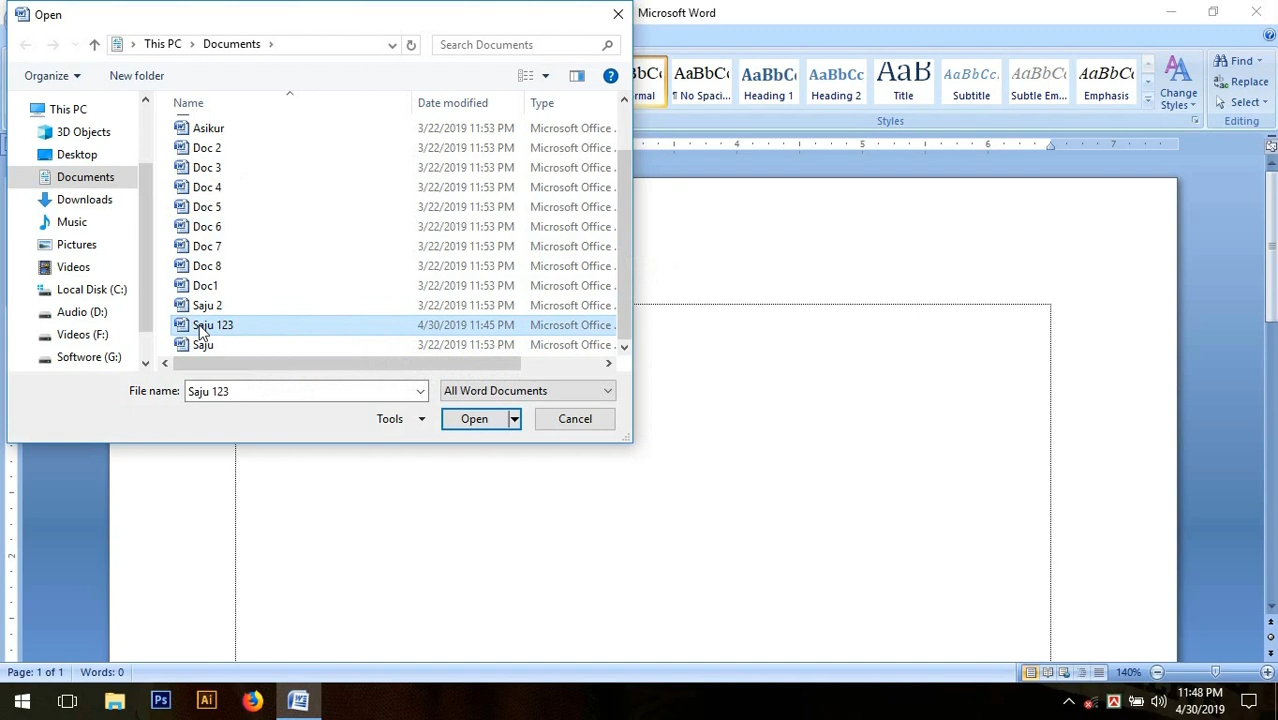 Open
Microsoft Word
This PC
Documents
Search Documents
Organize
New folder
Name
Date modified
Type
This PC
3D Objects
Desktop
Documents
Downloads
Music
Pictures
Videos
Local Disk (C:)
Audio (D:)
Videos (F:)
Softwore (G:)
Asikur 3/22/2019 11:53 PM Microsoft Office .
Doc 2 3/22/2019 11:53 PM Microsoft Office .
Doc 3 3/22/2019 11:53 PM Microsoft Office .
Doc 4 3/22/2019 11:53 PM Microsoft Office .
Doc 5 3/22/2019 11:53 PM Microsoft Office .
Doc 6 3/22/2019 11:53 PM Microsoft Office .
Doc 7 3/22/2019 11:53 PM Microsoft Office .
Doc 8 3/22/2019 11:53 PM Microsoft Office .
Doc1 3/22/2019 11:53 PM Microsoft Office .
Saju 2 3/22/2019 11:53 PM Microsoft Office .
Saju 123 4/30/2019 11:45 PM Microsoft Office .
Saju 3/22/2019 11:53 PM Microsoft Office .
File name: Saju 123
All Word Documents
Tools
Open
Cancel
AaBbCc AaBbCc AaBbCc AaB AaBbCc AaBbCc AaBbCc
¶ No Spaci... Heading 1 Heading 2 Title Subtitle Subtle Em... Emphasis
Change
Styles
Find
Replace
Select
Styles
Editing
4 5 6 7
2
Page: 1 of 1
Words: 0
140%
Ps
Ai
11:48 PM
4/30/2019